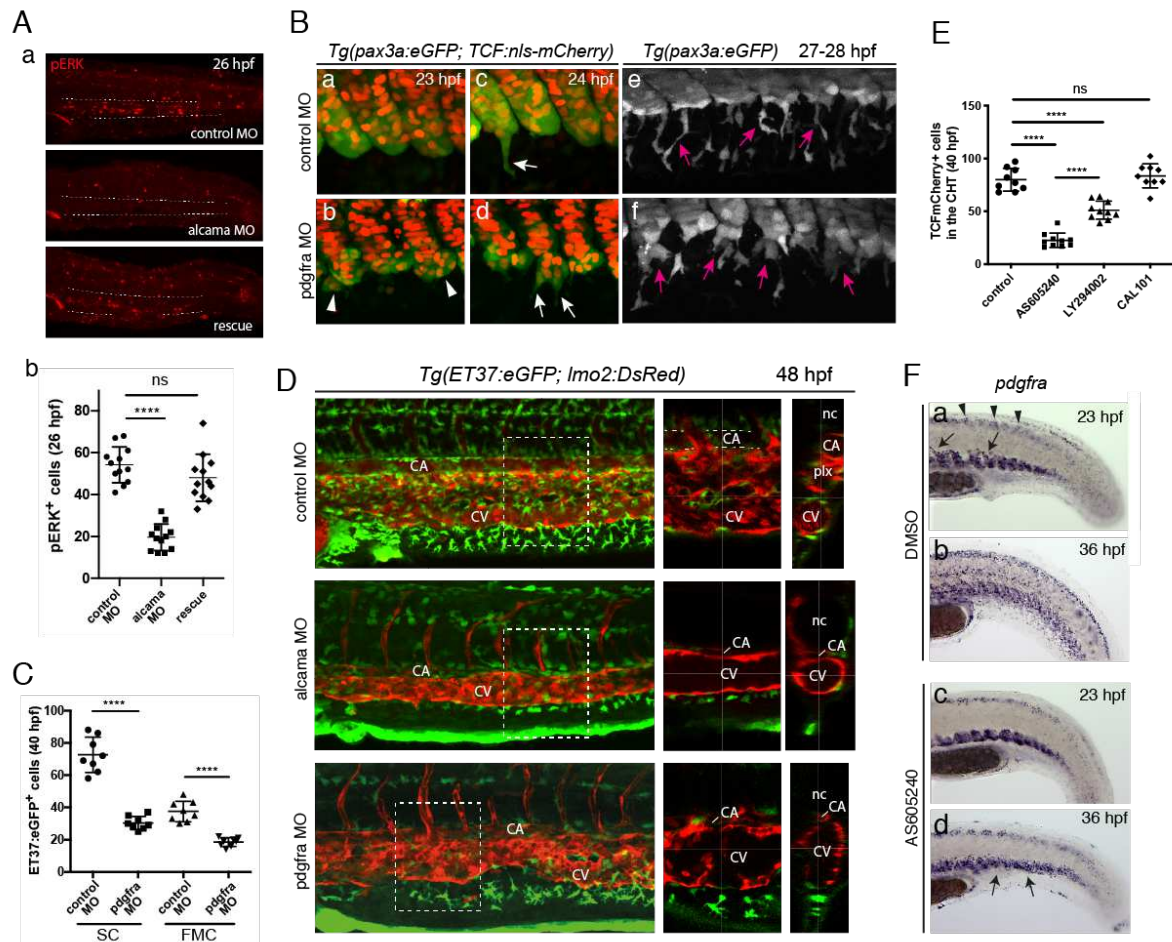 A
a
pERK
26 hpf
control MO
alcama MO
rescue
b
ns
****
pERK+ cells (26 hpf)
80
60
40
20
0
control MO
alcama MO
rescue
C
ET37:eGFP+ cells (40 hpf)
100
80
60
40
20
0
****
****
control MO
pdgfra MO
control MO
pdgfra MO
SC
FMC
B
Tg(pax3a:eGFP; TCF:nls-mCherry)
Tg(pax3a:eGFP) 27-28 hpf
control MO
pdgfra MO
a
23 hpf
c
24 hpf
e
b
d
f
D
Tg(ET37:eGFP; lmo2:DsRed)
48 hpf
control MO
CA
CV
CA
nc
CA
plx
CV
alcama MO
CA
CV
CA
CV
nc
CA
CV
pdgfra MO
CA
CV
CA
CV
nc
CA
CV
E
TCFmCherry+ cells
in the CHT (40 hpf)
150
100
50
0
ns
****
****
****
control
AS605240
LY294002
CAL101
F
pdgfra
DMSO
a
23 hpf
b
36 hpf
AS605240
c
23 hpf
d
36 hpf